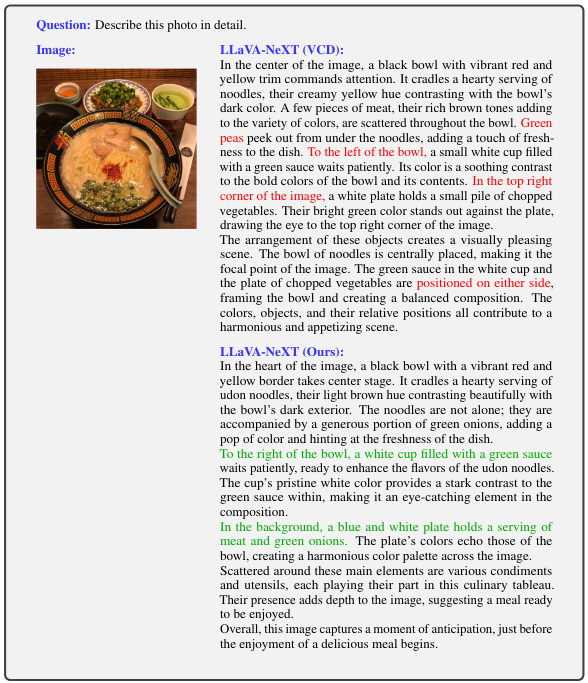 Question: Describe this photo in detail.
Image:
LLaVA-NeXT (VCD):
In the center of the image, a black bowl with vibrant red and
yellow trim commands attention. It cradles a hearty serving of
noodles, their creamy yellow hue contrasting with the bowl's
dark color. A few pieces of meat, their rich brown tones adding
to the variety of colors, are scattered throughout the bowl. Green
peas peek out from under the noodles, adding a touch of fresh-
ness to the dish. To the left of the bowl, a small white cup filled
with a green sauce waits patiently. Its color is a soothing contrast
to the bold colors of the bowl and its contents. In the top right
corner of the image, a white plate holds a small pile of chopped
vegetables. Their bright green color stands out against the plate,
drawing the eye to the top right corner of the image.
The arrangement of these objects creates a visually pleasing
scene. The bowl of noodles is centrally placed, making it the
focal point of the image. The green sauce in the white cup and
the plate of chopped vegetables are positioned on either side,
framing the bowl and creating a balanced composition. The
colors, objects, and their relative positions all contribute to a
harmonious and appetizing scene.
LLaVA-NeXT (Ours):
In the heart of the image, a black bowl with a vibrant red and
yellow border takes center stage. It cradles a hearty serving of
udon noodles, their light brown hue contrasting beautifully with
the bowl's dark exterior. The noodles are not alone; they are
accompanied by a generous portion of green onions, adding a
pop of color and hinting at the freshness of the dish.
To the right of the bowl, a white cup filled with a green sauce
waits patiently, ready to enhance the flavors of the udon noodles.
The cup's pristine white color provides a stark contrast to the
green sauce within, making it an eye-catching element in the
composition.
In the background, a blue and white plate holds a serving of
meat and green onions. The plate's colors echo those of the
bowl, creating a harmonious color palette across the image.
Scattered around these main elements are various condiments
and utensils, each playing their part in this culinary tableau.
Their presence adds depth to the image, suggesting a meal ready
to be enjoyed.
Overall, this image captures a moment of anticipation, just before
the enjoyment of a delicious meal begins.